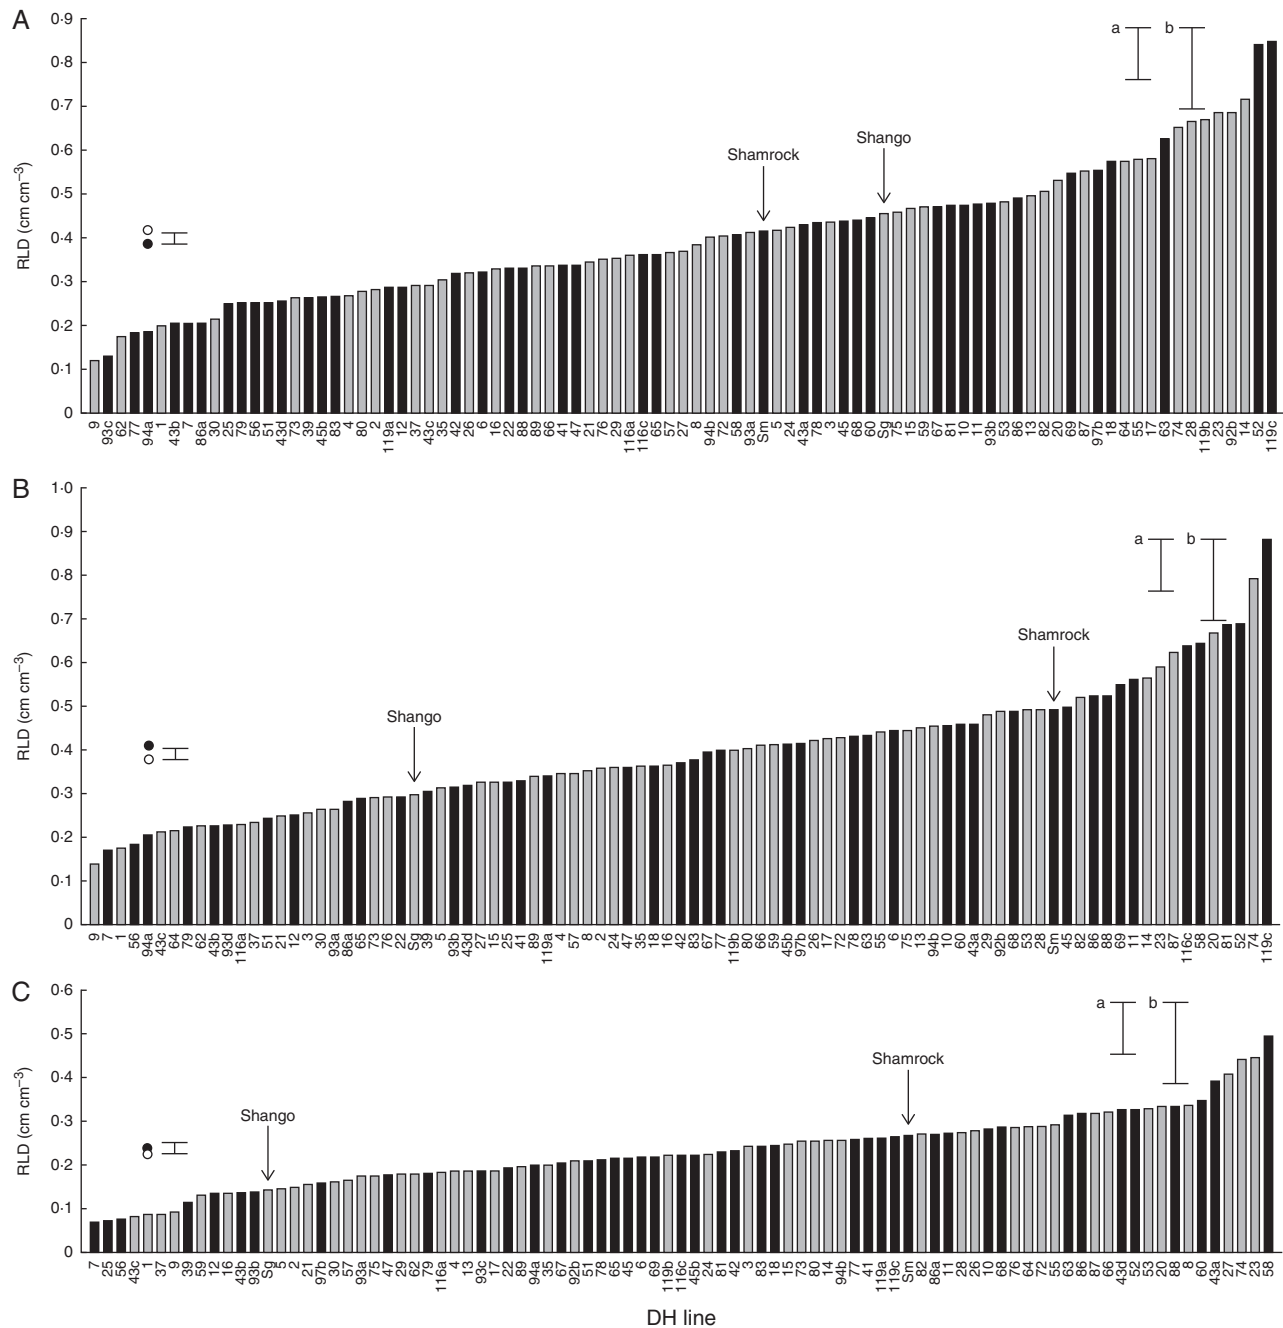 A
0·9
0·8
0·7
0·6
0·5
0·4
0·3
0·2
0·1
0
RLD (cm cm⁻³)
Shamrock
Shango
a
b
9 93c 62 77 94a 1 43b 7 86a 30 25 79 56 51 43d 73 39 45b 83 4 80 2 119a 12 37 43c 35 42 26 6 16 22 88 89 66 41 47 21 76 29 116a 116c 65 57 27 8 94b 72 58 93a Sm 5 24 43a 78 3 45 68 60 Sg 75 15 59 67 81 10 11 93b 53 86 13 82 20 69 87 97b 18 64 55 17 63 74 28 119b 23 92b 14 52 119c
B
1·0
0·9
0·8
0·7
0·6
0·5
0·4
0·3
0·2
0·1
0
RLD (cm cm⁻³)
Shango
Shamrock
a
b
9 7 1 56 94a 43c 64 79 62 43b 93d 116a 37 51 21 12 3 30 93a 86a 65 73 76 22 Sg 39 5 93b 43d 27 15 25 41 89 119a 4 57 8 2 24 47 35 18 16 42 83 67 77 119b 80 66 59 45b 97b 26 17 72 78 63 55 6 75 13 94b 10 60 43a 29 92b 68 53 28 Sm 45 82 86 88 69 11 14 23 87 116c 58 20 81 52 74 119c
C
0·6
0·5
0·4
0·3
0·2
0·1
0
RLD (cm cm⁻³)
Shango
Shamrock
a
b
7 25 56 43c 1 37 9 39 59 12 16 43b 93b Sg 5 2 21 97b 30 57 93a 75 47 29 62 79 116a 4 13 93c 17 22 89 94a 35 67 92b 51 78 65 45 6 69 119b 116c 45b 24 81 42 3 83 18 15 73 80 14 94b 77 41 119a 119c Sm 82 86a 11 28 26 10 68 76 64 72 55 63 86 87 66 43d 52 53 20 88 8 60 43a 27 74 23 58
DH line